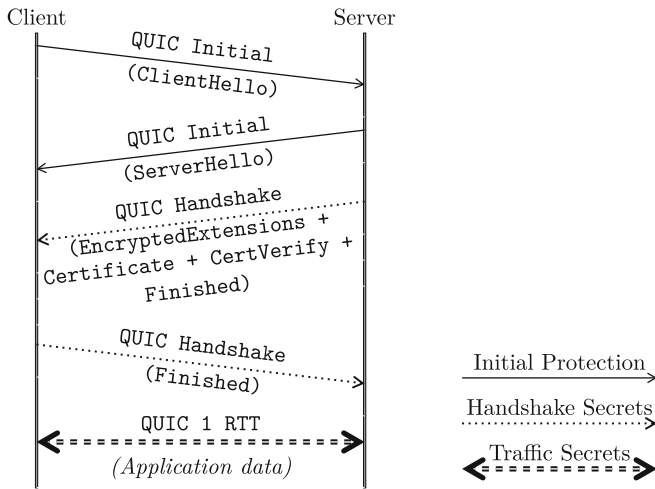 Client
Server
QUIC Initial
(ClientHello)
QUIC Initial
(ServerHello)
QUIC Handshake
(EncryptedExtensions +
Certificate + CertVerify +
Finished)
QUIC Handshake
(Finished)
QUIC 1 RTT
(Application data)
Initial Protection
Handshake Secrets
Traffic Secrets